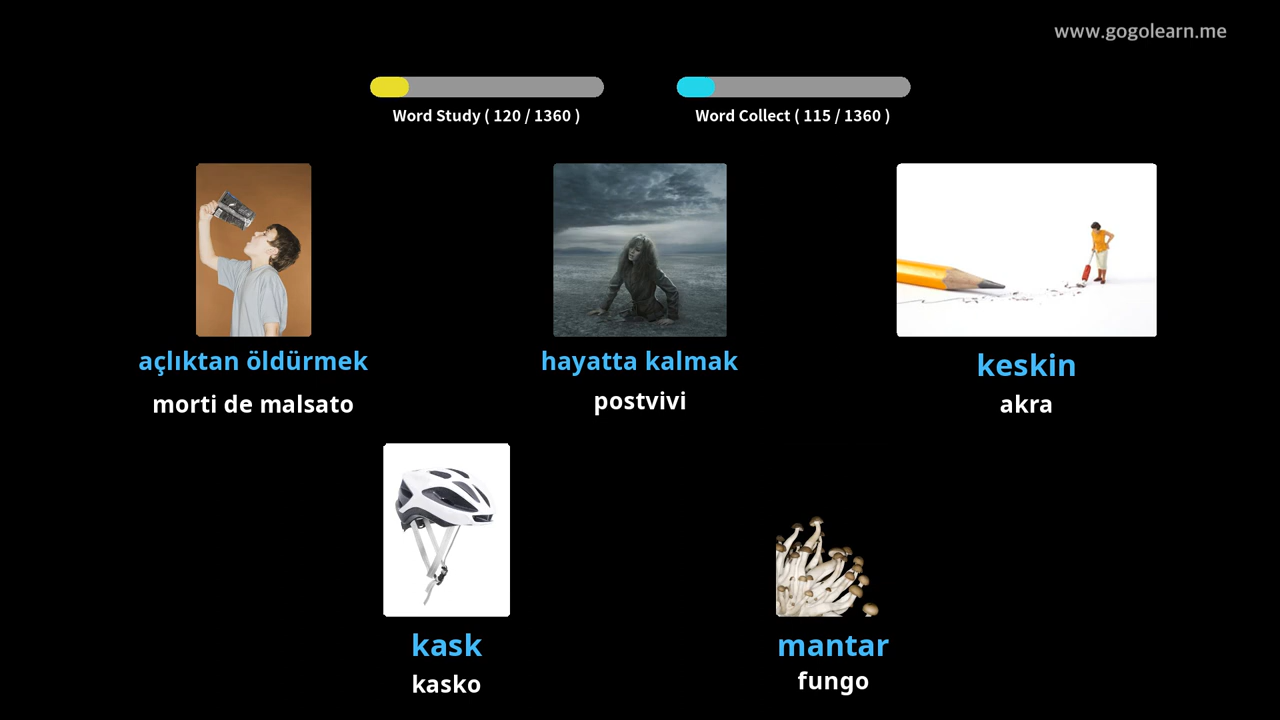 www.gogolearn.me
Word Study ( 120 / 1360 )
Word Collect ( 115 / 1360 )
açlıktan öldürmek
hayatta kalmak
keskin
morti de malsato
postvivi
akra
kask
mantar
kasko
fungo